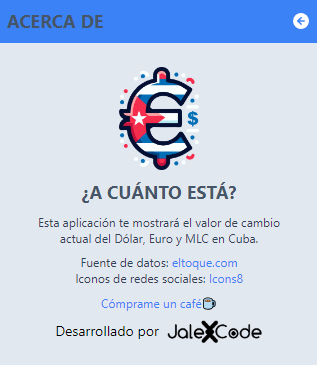 ACERCA DE
$
¿A CUÁNTO ESTÁ?
Esta aplicación te mostrará el valor de cambio
actual del Dólar, Euro y MLC en Cuba.
Fuente de datos: eltoque.com
Iconos de redes sociales: Icons8
Cómprame un café
Desarrollado por JaleXCode